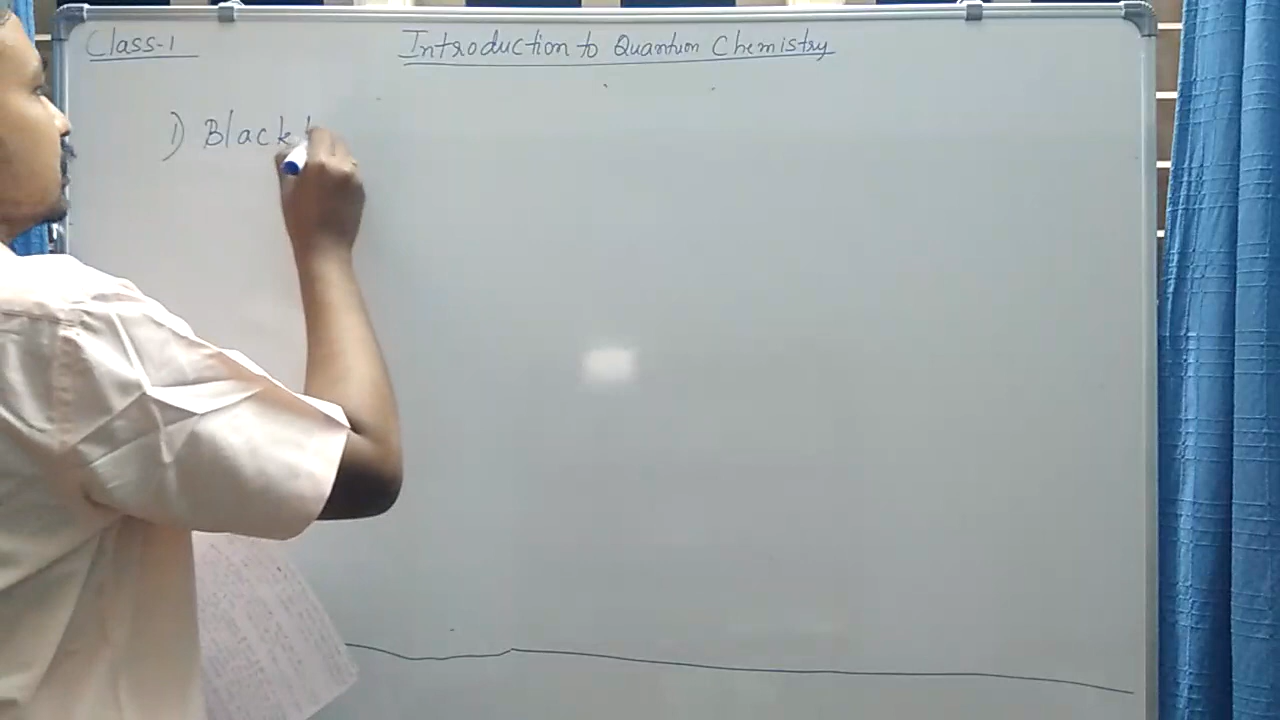 Class-1
Introduction to Quantum Chemistry
1) Black